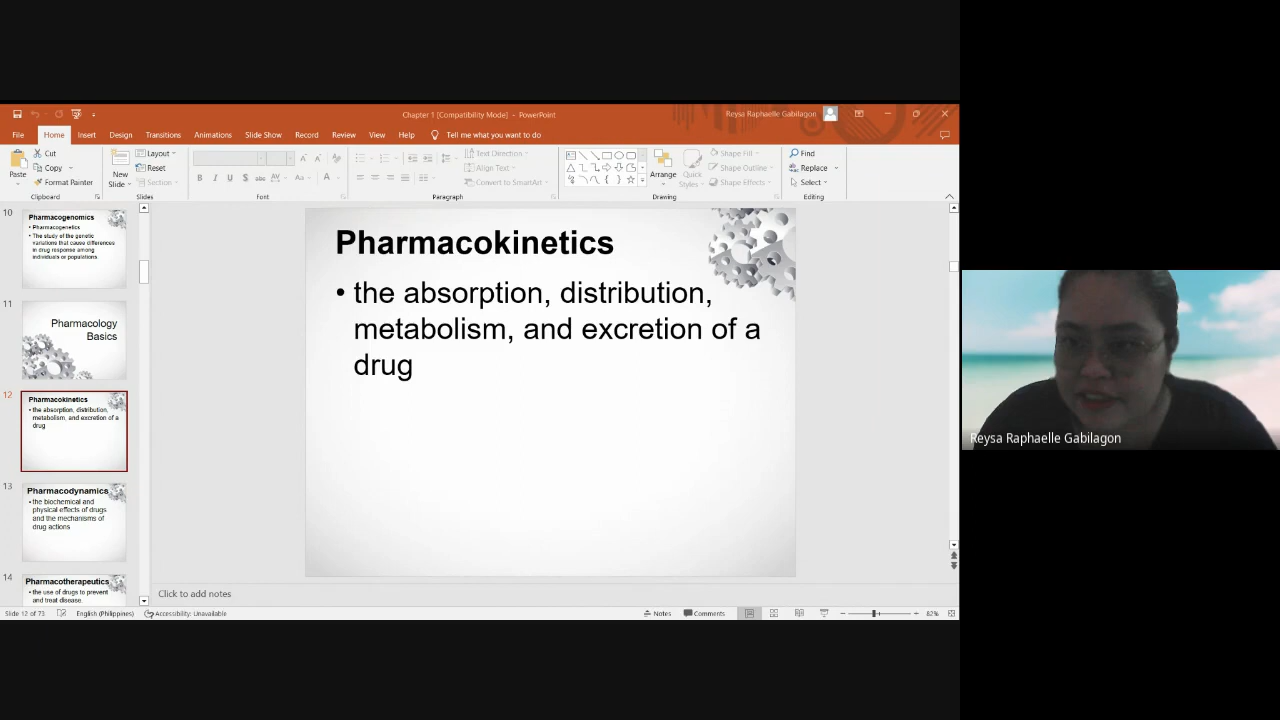 Chapter 1 [Compatibility Mode] - PowerPoint
Reysa Raphaelle Gabilagon
File Home Insert Design Transitions Animations Slide Show Record Review View Help Tell me what you want to do
Paste
Cut
Copy
Format Painter
Clipboard
New
Slide
Layout
Reset
Section
Slides
B I U S abc AV Aa A
Font
Text Direction
Align Text
Convert to SmartArt
Paragraph
Arrange
Quick
Styles
Shape Fill
Shape Outline
Shape Effects
Drawing
Find
Replace
Select
Editing
10
Pharmacogenomics
• Pharmacogenetics
• The study of the genetic
variations that cause differences
in drug response among
individuals or populations.
11
Pharmacology
Basics
12
Pharmacokinetics
• the absorption, distribution,
metabolism, and excretion of a
drug
13
Pharmacodynamics
• the biochemical and
physical effects of drugs
and the mechanisms of
drug actions
14
Pharmacotherapeutics
• the use of drugs to prevent
and treat disease
Pharmacokinetics
• the absorption, distribution,
metabolism, and excretion of a
drug
Click to add notes
Slide 12 of 73 English (Philippines) Accessibility: Unavailable Notes Comments 82%
Reysa Raphaelle Gabilagon